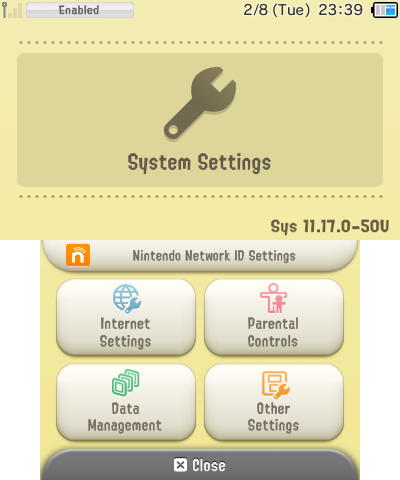 Enabled
2/8 (Tue) 23:39
System Settings
Sys 11.17.0-50U
Nintendo Network ID Settings
Internet
Settings
Parental
Controls
Data
Management
Other
Settings
Close